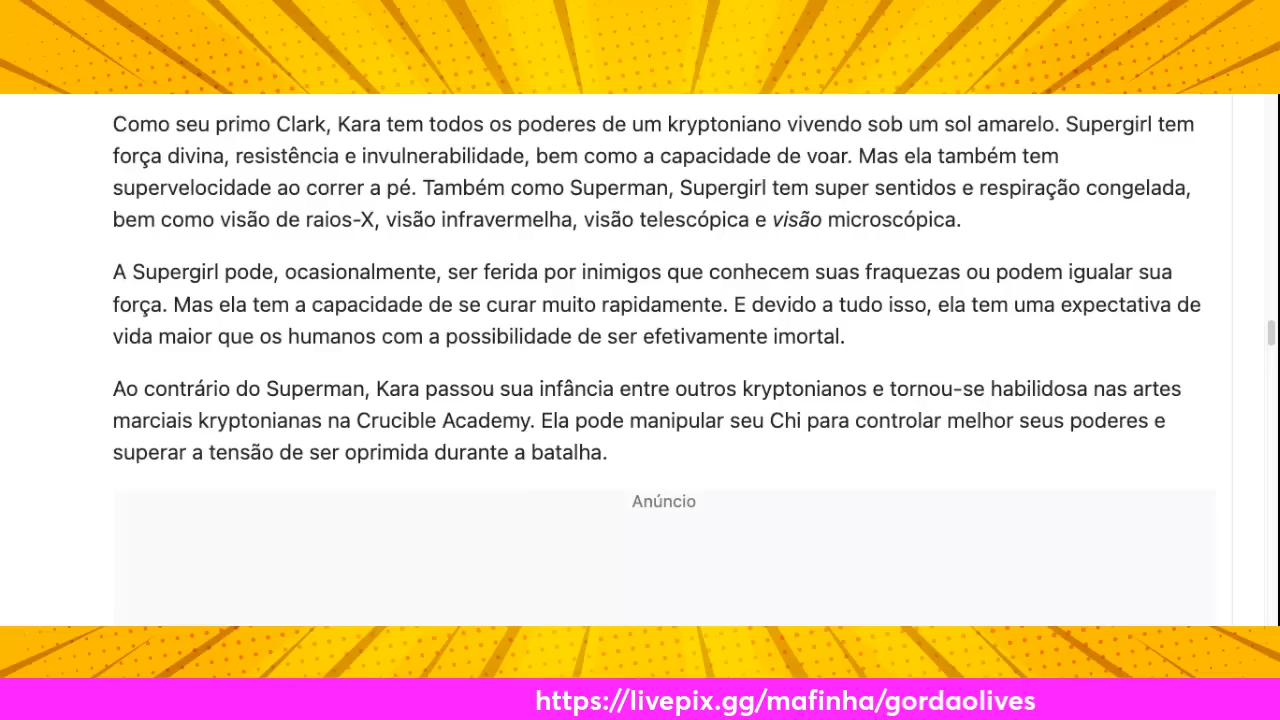 Como seu primo Clark, Kara tem todos os poderes de um kryptoniano vivendo sob um sol amarelo. Supergirl tem
força divina, resistência e invulnerabilidade, bem como a capacidade de voar. Mas ela também tem
supervelocidade ao correr a pé. Também como Superman, Supergirl tem super sentidos e respiração congelada,
bem como visão de raios-X, visão infravermelha, visão telescópica e visão microscópica.
A Supergirl pode, ocasionalmente, ser ferida por inimigos que conhecem suas fraquezas ou podem igualar sua
força. Mas ela tem a capacidade de se curar muito rapidamente. E devido a tudo isso, ela tem uma expectativa de
vida maior que os humanos com a possibilidade de ser efetivamente imortal.
Ao contrário do Superman, Kara passou sua infância entre outros kryptonianos e tornou-se habilidosa nas artes
marciais kryptonianas na Crucible Academy. Ela pode manipular seu Chi para controlar melhor seus poderes e
superar a tensão de ser oprimida durante a batalha.
Anúncio
https://livepix.gg/mafinha/gordaolives